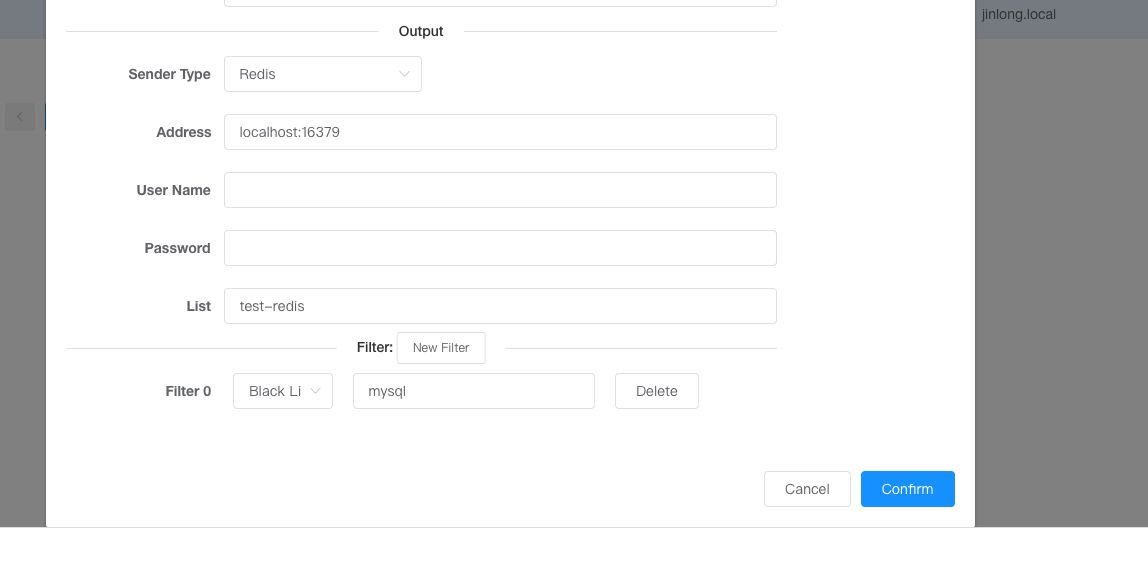 jinlong.local
Output
Sender Type Redis
Address localhost:16379
User Name
Password
List test-redis
Filter: New Filter
Filter 0 Black Li mysql Delete
Cancel Confirm